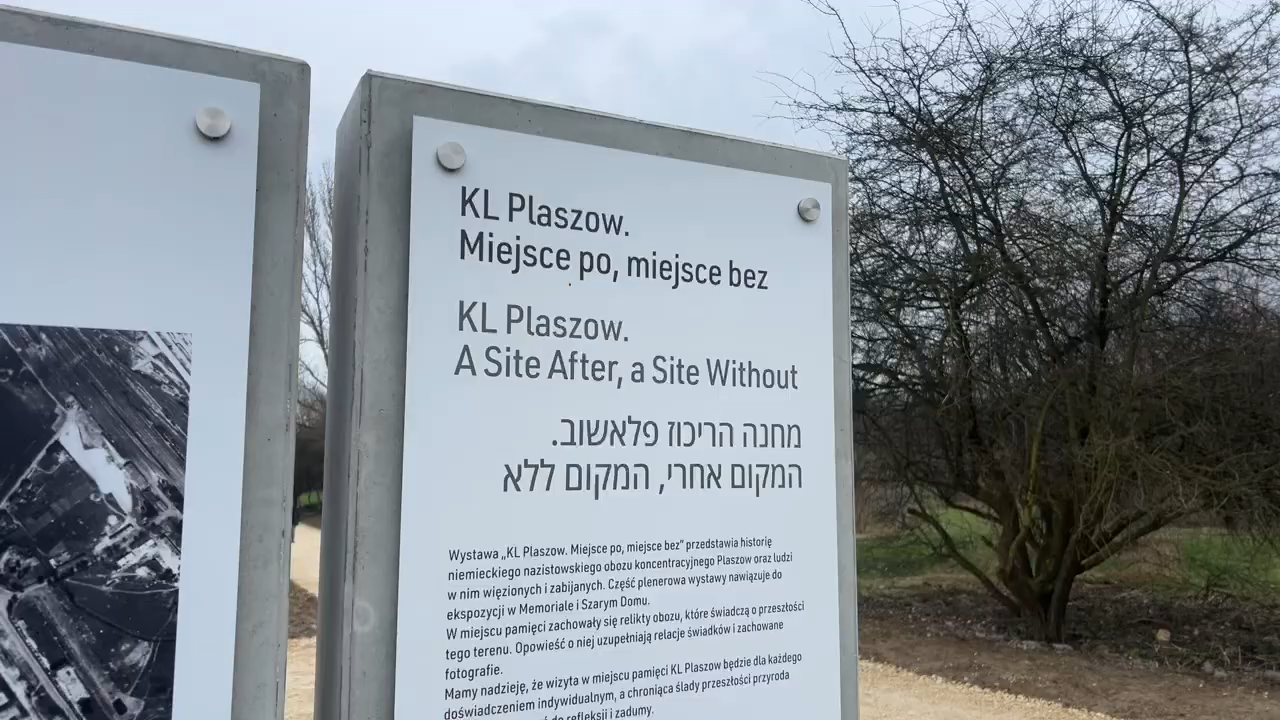 KL Plaszow.
Miejsce po, miejsce bez
KL Plaszow.
A Site After, a Site Without
מחנה הריכוז פלאשוב.
המקום אחרי, המקום ללא
Wystawa „KL Plaszow. Miejsce po, miejsce bez” przedstawia historię
niemieckiego nazistowskiego obozu koncentracyjnego Plaszow oraz ludzi
w nim więzionych i zabijanych. Część plenerowa wystawy nawiązuje do
ekspozycji w Memoriale i Szarym Domu.
W miejscu pamięci zachowały się relikty obozu, które świadczą o przeszłości
tego terenu. Opowieść o niej uzupełniają relacje świadków i zachowane
fotografie.
Mamy nadzieję, że wizyta w miejscu pamięci KL Plaszow będzie dla każdego
doświadczeniem indywidualnym, a chroniąca ślady przeszłości przyroda
do refleksji i zadumy.